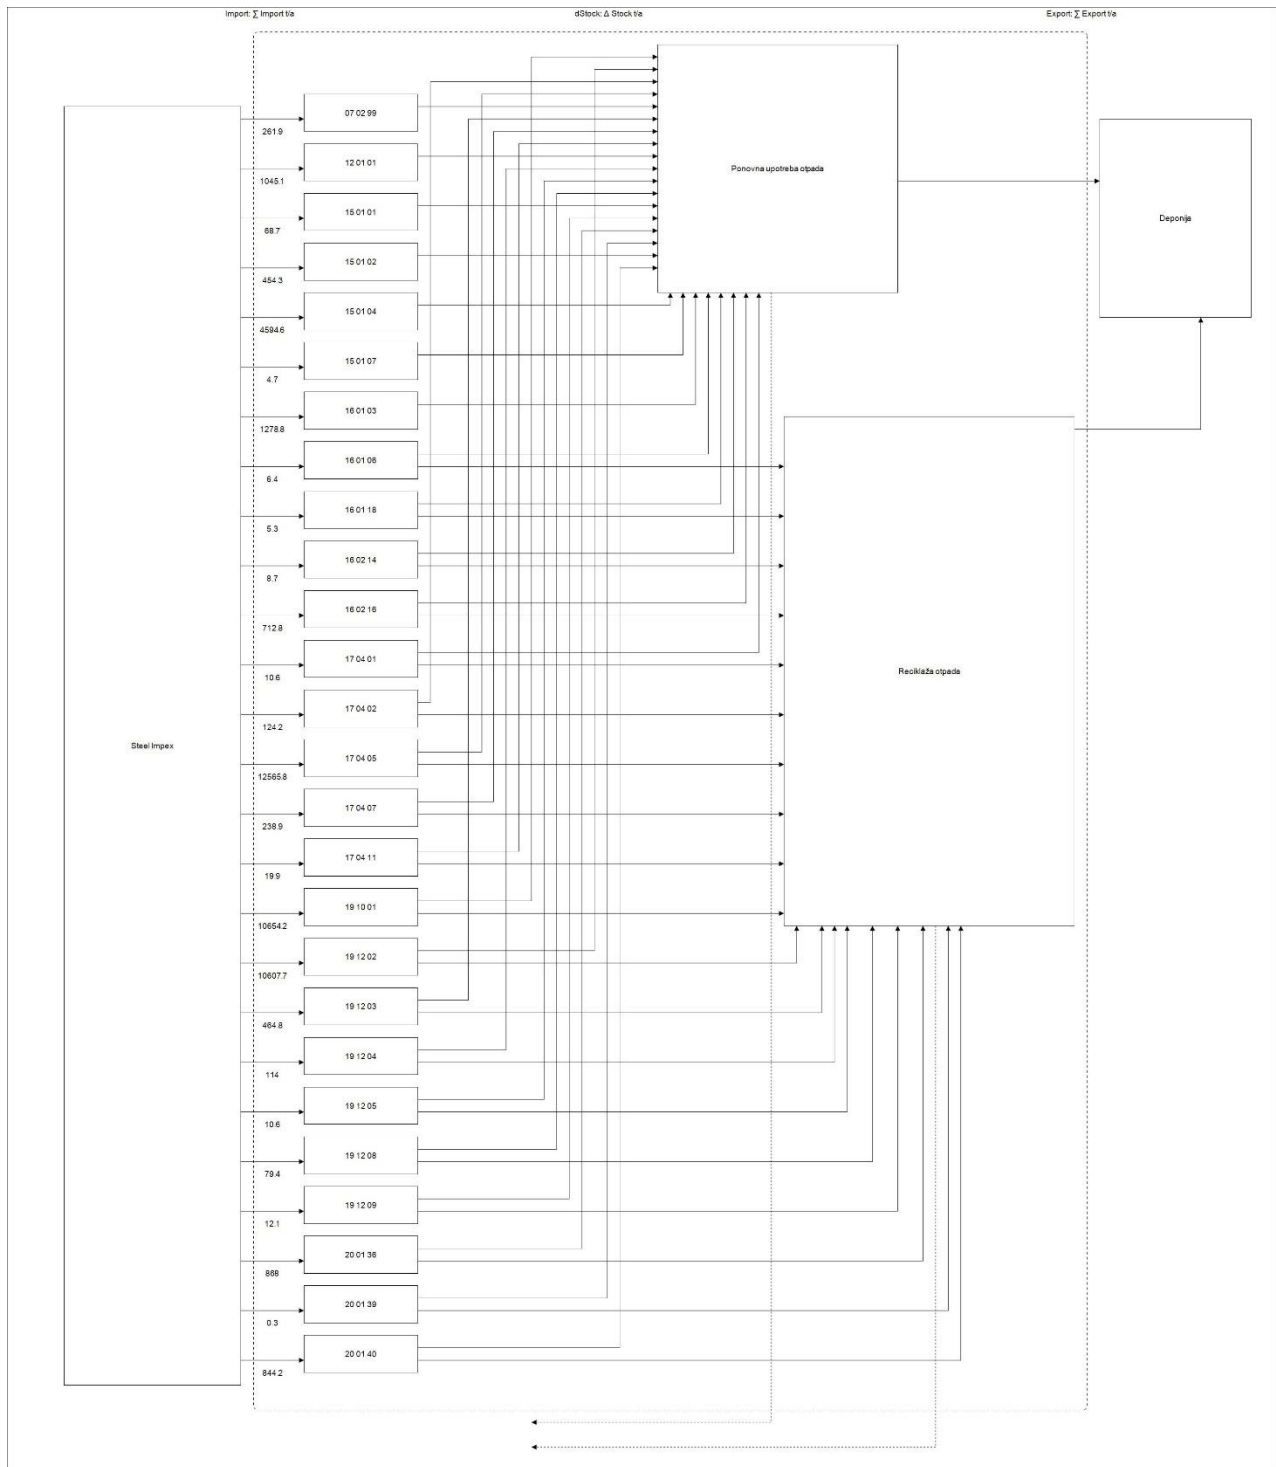 Import: ∑ Import t/a
dStock: Δ Stock t/a
Export: ∑ Export t/a
Steel Impex
261.9
07 02 99
1045.1
12 01 01
68.7
15 01 01
454.3
15 01 02
4594.6
15 01 04
4.7
15 01 07
1278.8
16 01 03
6.4
16 01 06
5.3
16 01 18
8.7
16 02 14
712.8
16 02 16
10.6
17 04 01
124.2
17 04 02
12565.8
17 04 05
238.9
17 04 07
19.9
17 04 11
10654.2
19 10 01
10607.7
19 12 02
464.8
19 12 03
114
19 12 04
10.6
19 12 05
79.4
19 12 08
12.1
19 12 09
868
20 01 36
0.3
20 01 39
844.2
20 01 40
Ponovna upotreba otpada
Reciklaža otpada
Deponija